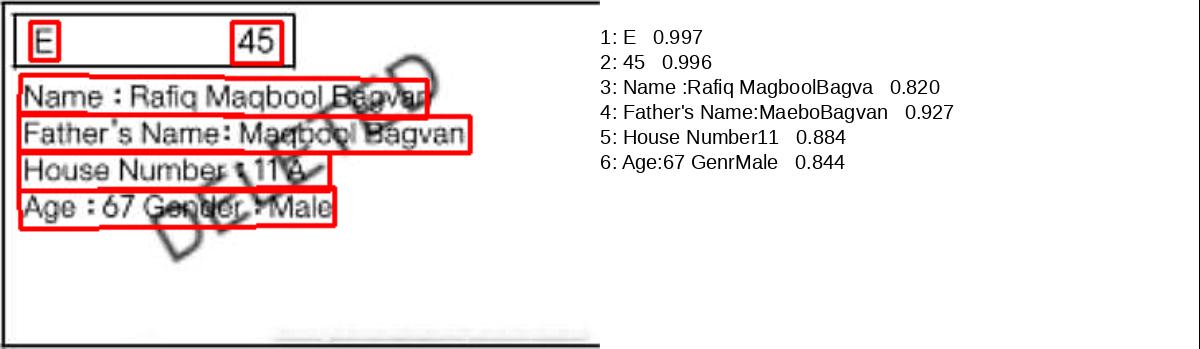 E 45
Name : Rafiq Maqbool Bagvan
Father's Name: Maqbool Bagvan
House Number : 11 A
Age : 67 Gender : Male
DELETED
1: E 0.997
2: 45 0.996
3: Name :Rafiq MagboolBagva 0.820
4: Father's Name:MaeboBagvan 0.927
5: House Number11 0.884
6: Age:67 GenrMale 0.844